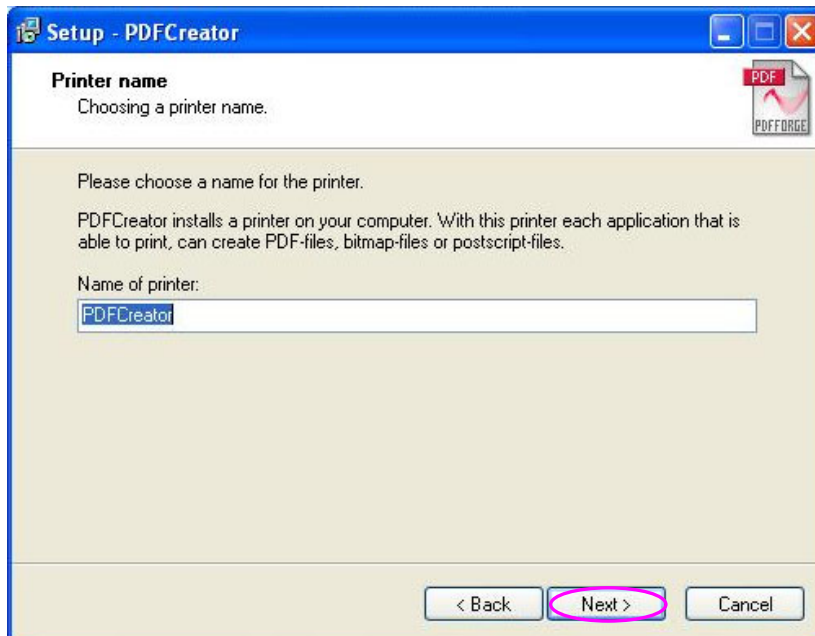 Setup - PDFCreator
Printer name
Choosing a printer name.
PDF
PDFFORGE
Please choose a name for the printer.
PDFCreator installs a printer on your computer. With this printer each application that is
able to print, can create PDF-files, bitmap-files or postscript-files.
Name of printer:
PDFCreator
< Back
Next >
Cancel